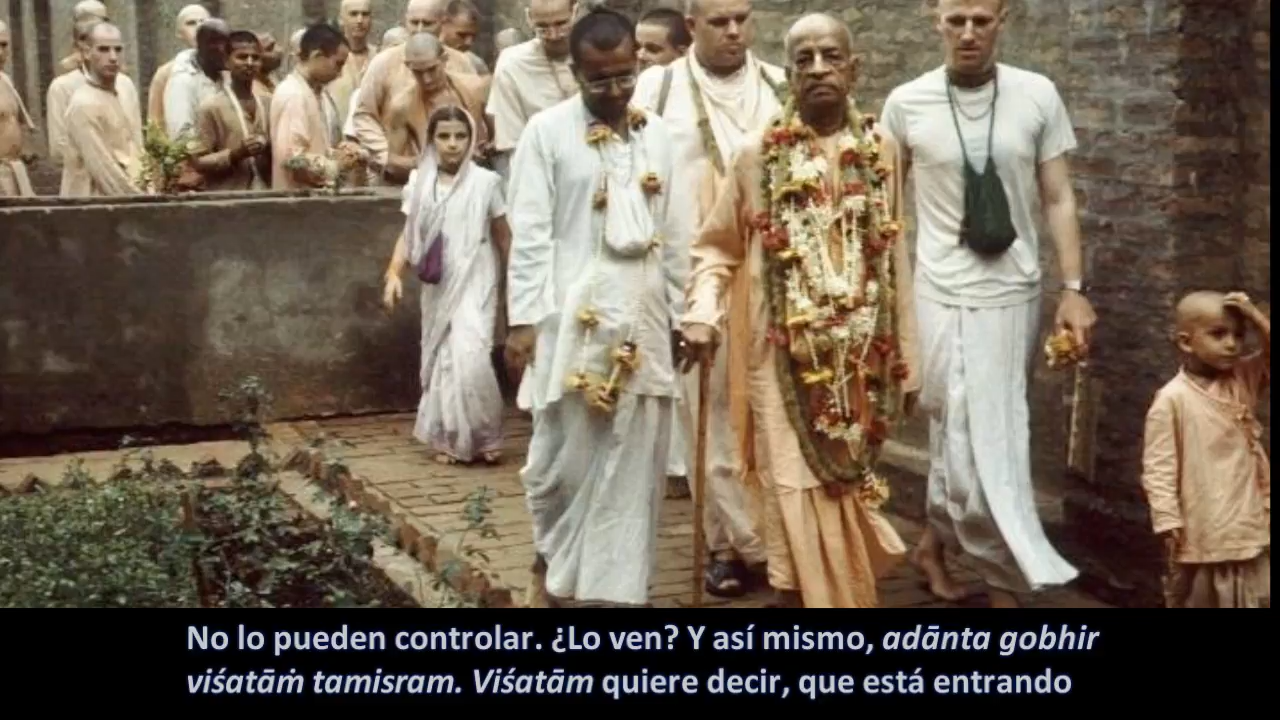 No lo pueden controlar. ¿Lo ven? Y así mismo, adānta gobhir
viśatāṁ tamisram. Viśatām quiere decir, que está entrando